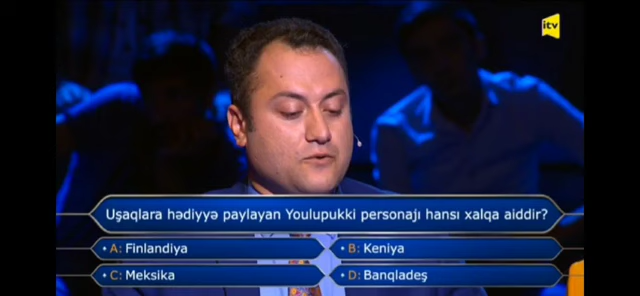 itv
Uşaqlara hədiyyə paylayan Youlupukki personajı hansı xalqa aiddir?
A: Finlandiya
B: Keniya
C: Meksika
D: Banqladeş